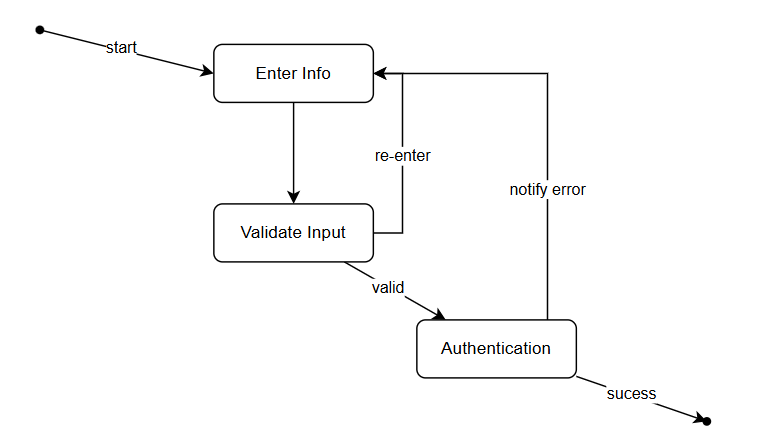 start
Enter Info
re-enter
notify error
Validate Input
valid
Authentication
sucess